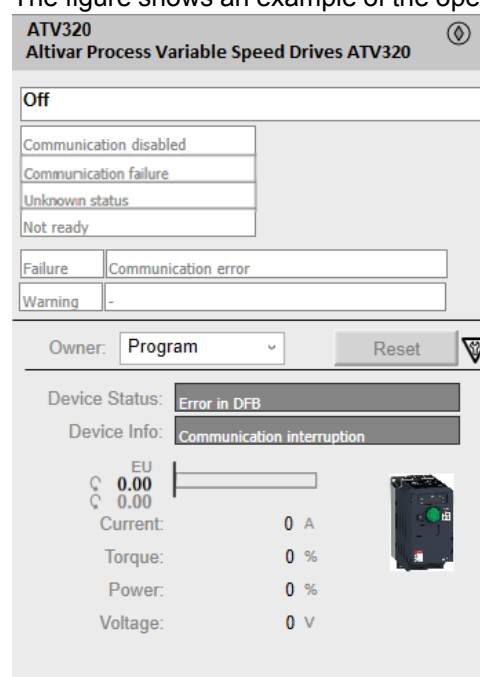 The figure shows an example of the ope
ATV320
Altivar Process Variable Speed Drives ATV320
Off
Communication disabled
Communication failure
Unknown status
Not ready
Failure Communication error
Warning -
Owner: Program Reset
Device Status: Error in DFB
Device Info: Communication interruption
EU
0.00
0.00
Current: 0 A
Torque: 0 %
Power: 0 %
Voltage: 0 V